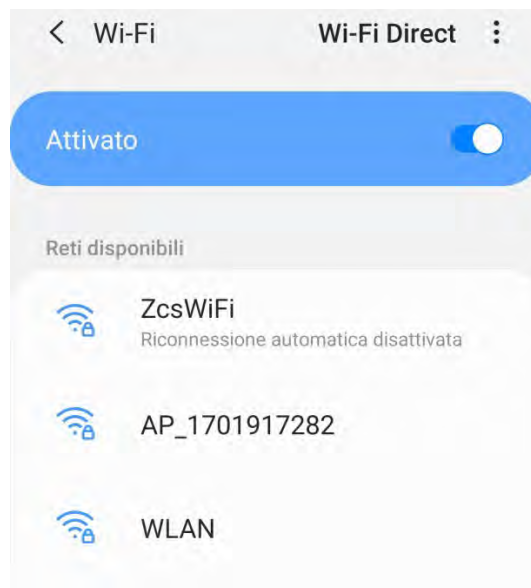 Wi-Fi Wi-Fi Direct
Attivato
Reti disponibili
ZcsWiFi
Riconnessione automatica disattivata
AP_1701917282
WLAN